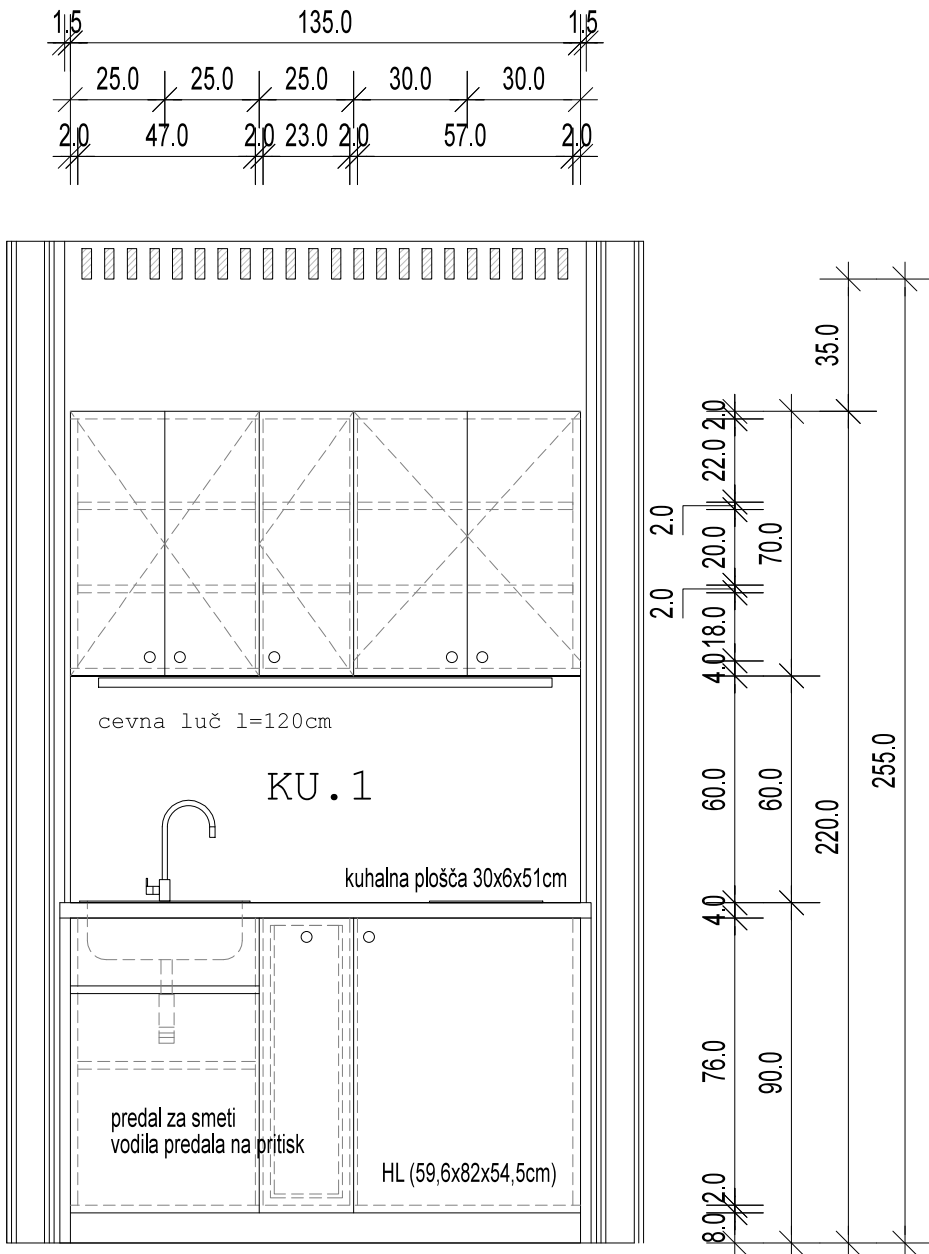 1.5 135.0 1.5
25.0 25.0 25.0 30.0 30.0
2.0 47.0 2.0 23.0 2.0 57.0 2.0
35.0
2.0
22.0
2.0
20.0
70.0
2.0
18.0
4.0
cevna luč l=120cm
KU.1
60.0
60.0
220.0
255.0
kuhalna plošča 30x6x51cm
4.0
76.0
90.0
predal za smeti
vodila predala na pritisk
HL (59,6x82x54,5cm)
2.0
8.0